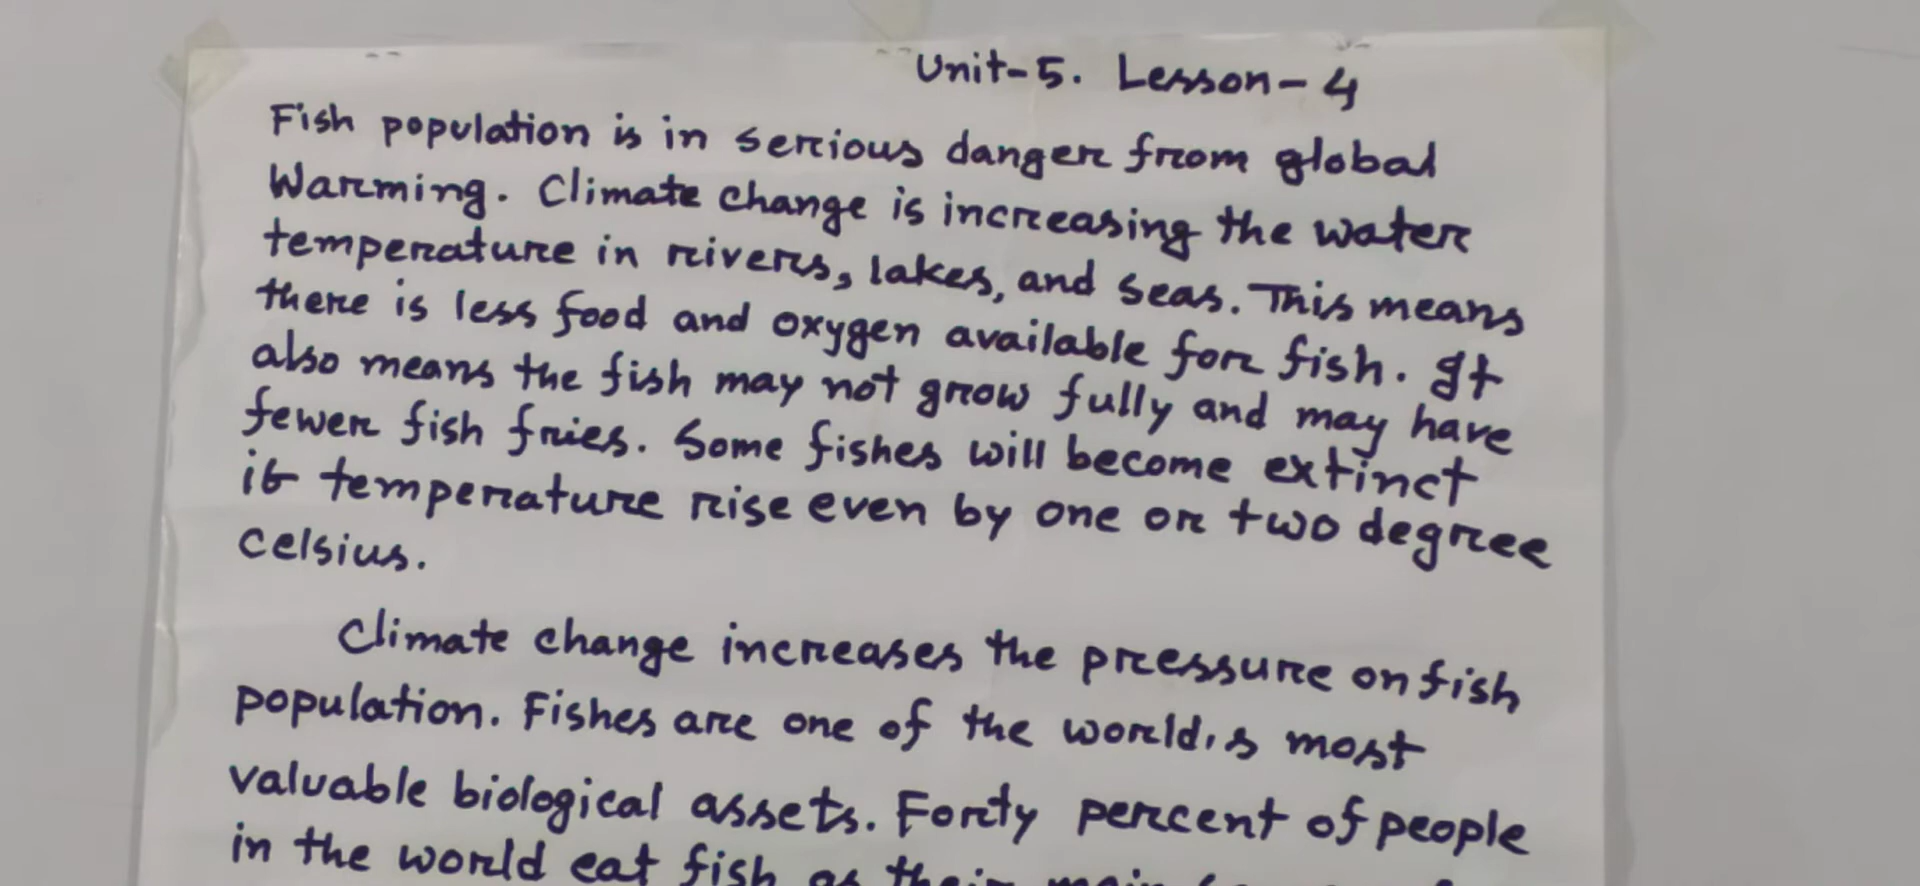 Unit-5. Lesson-4
Fish population is in serious danger from global
Warming. Climate change is increasing the water
temperature in rivers, lakes, and seas. This means
there is less food and oxygen available for fish. It
also means the fish may not grow fully and may have
fewer fish fries. Some fishes will become extinct
if temperature rise even by one or two degree
celsius.
Climate change increases the pressure on fish
population. Fishes are one of the world,s most
valuable biological assets. Forty percent of people
in the world eat fish as their main